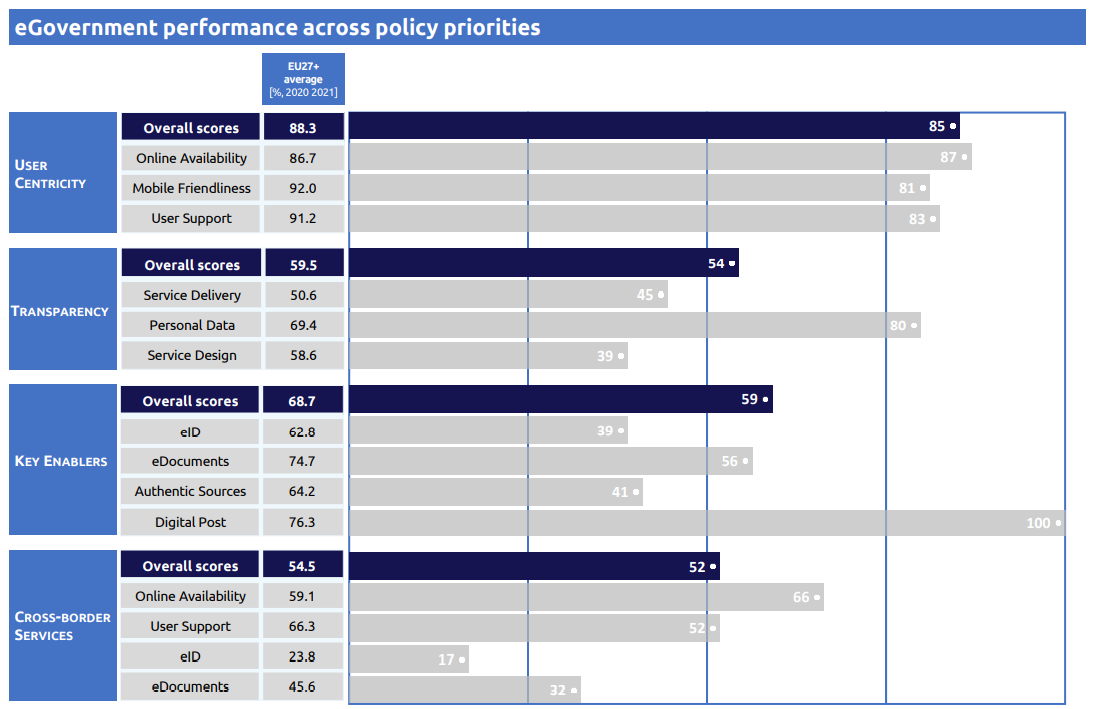 eGovernment performance across policy priorities
EU27+
average
[%, 2020 2021]
USER
CENTRICITY
Overall scores 88.3 85
Online Availability 86.7 87
Mobile Friendliness 92.0 81
User Support 91.2 83
TRANSPARENCY
Overall scores 59.5 54
Service Delivery 50.6 45
Personal Data 69.4 80
Service Design 58.6 39
KEY ENABLERS
Overall scores 68.7 59
eID 62.8 39
eDocuments 74.7 56
Authentic Sources 64.2 41
Digital Post 76.3 100
CROSS-BORDER
SERVICES
Overall scores 54.5 52
Online Availability 59.1 66
User Support 66.3 52
eID 23.8 17
eDocuments 45.6 32